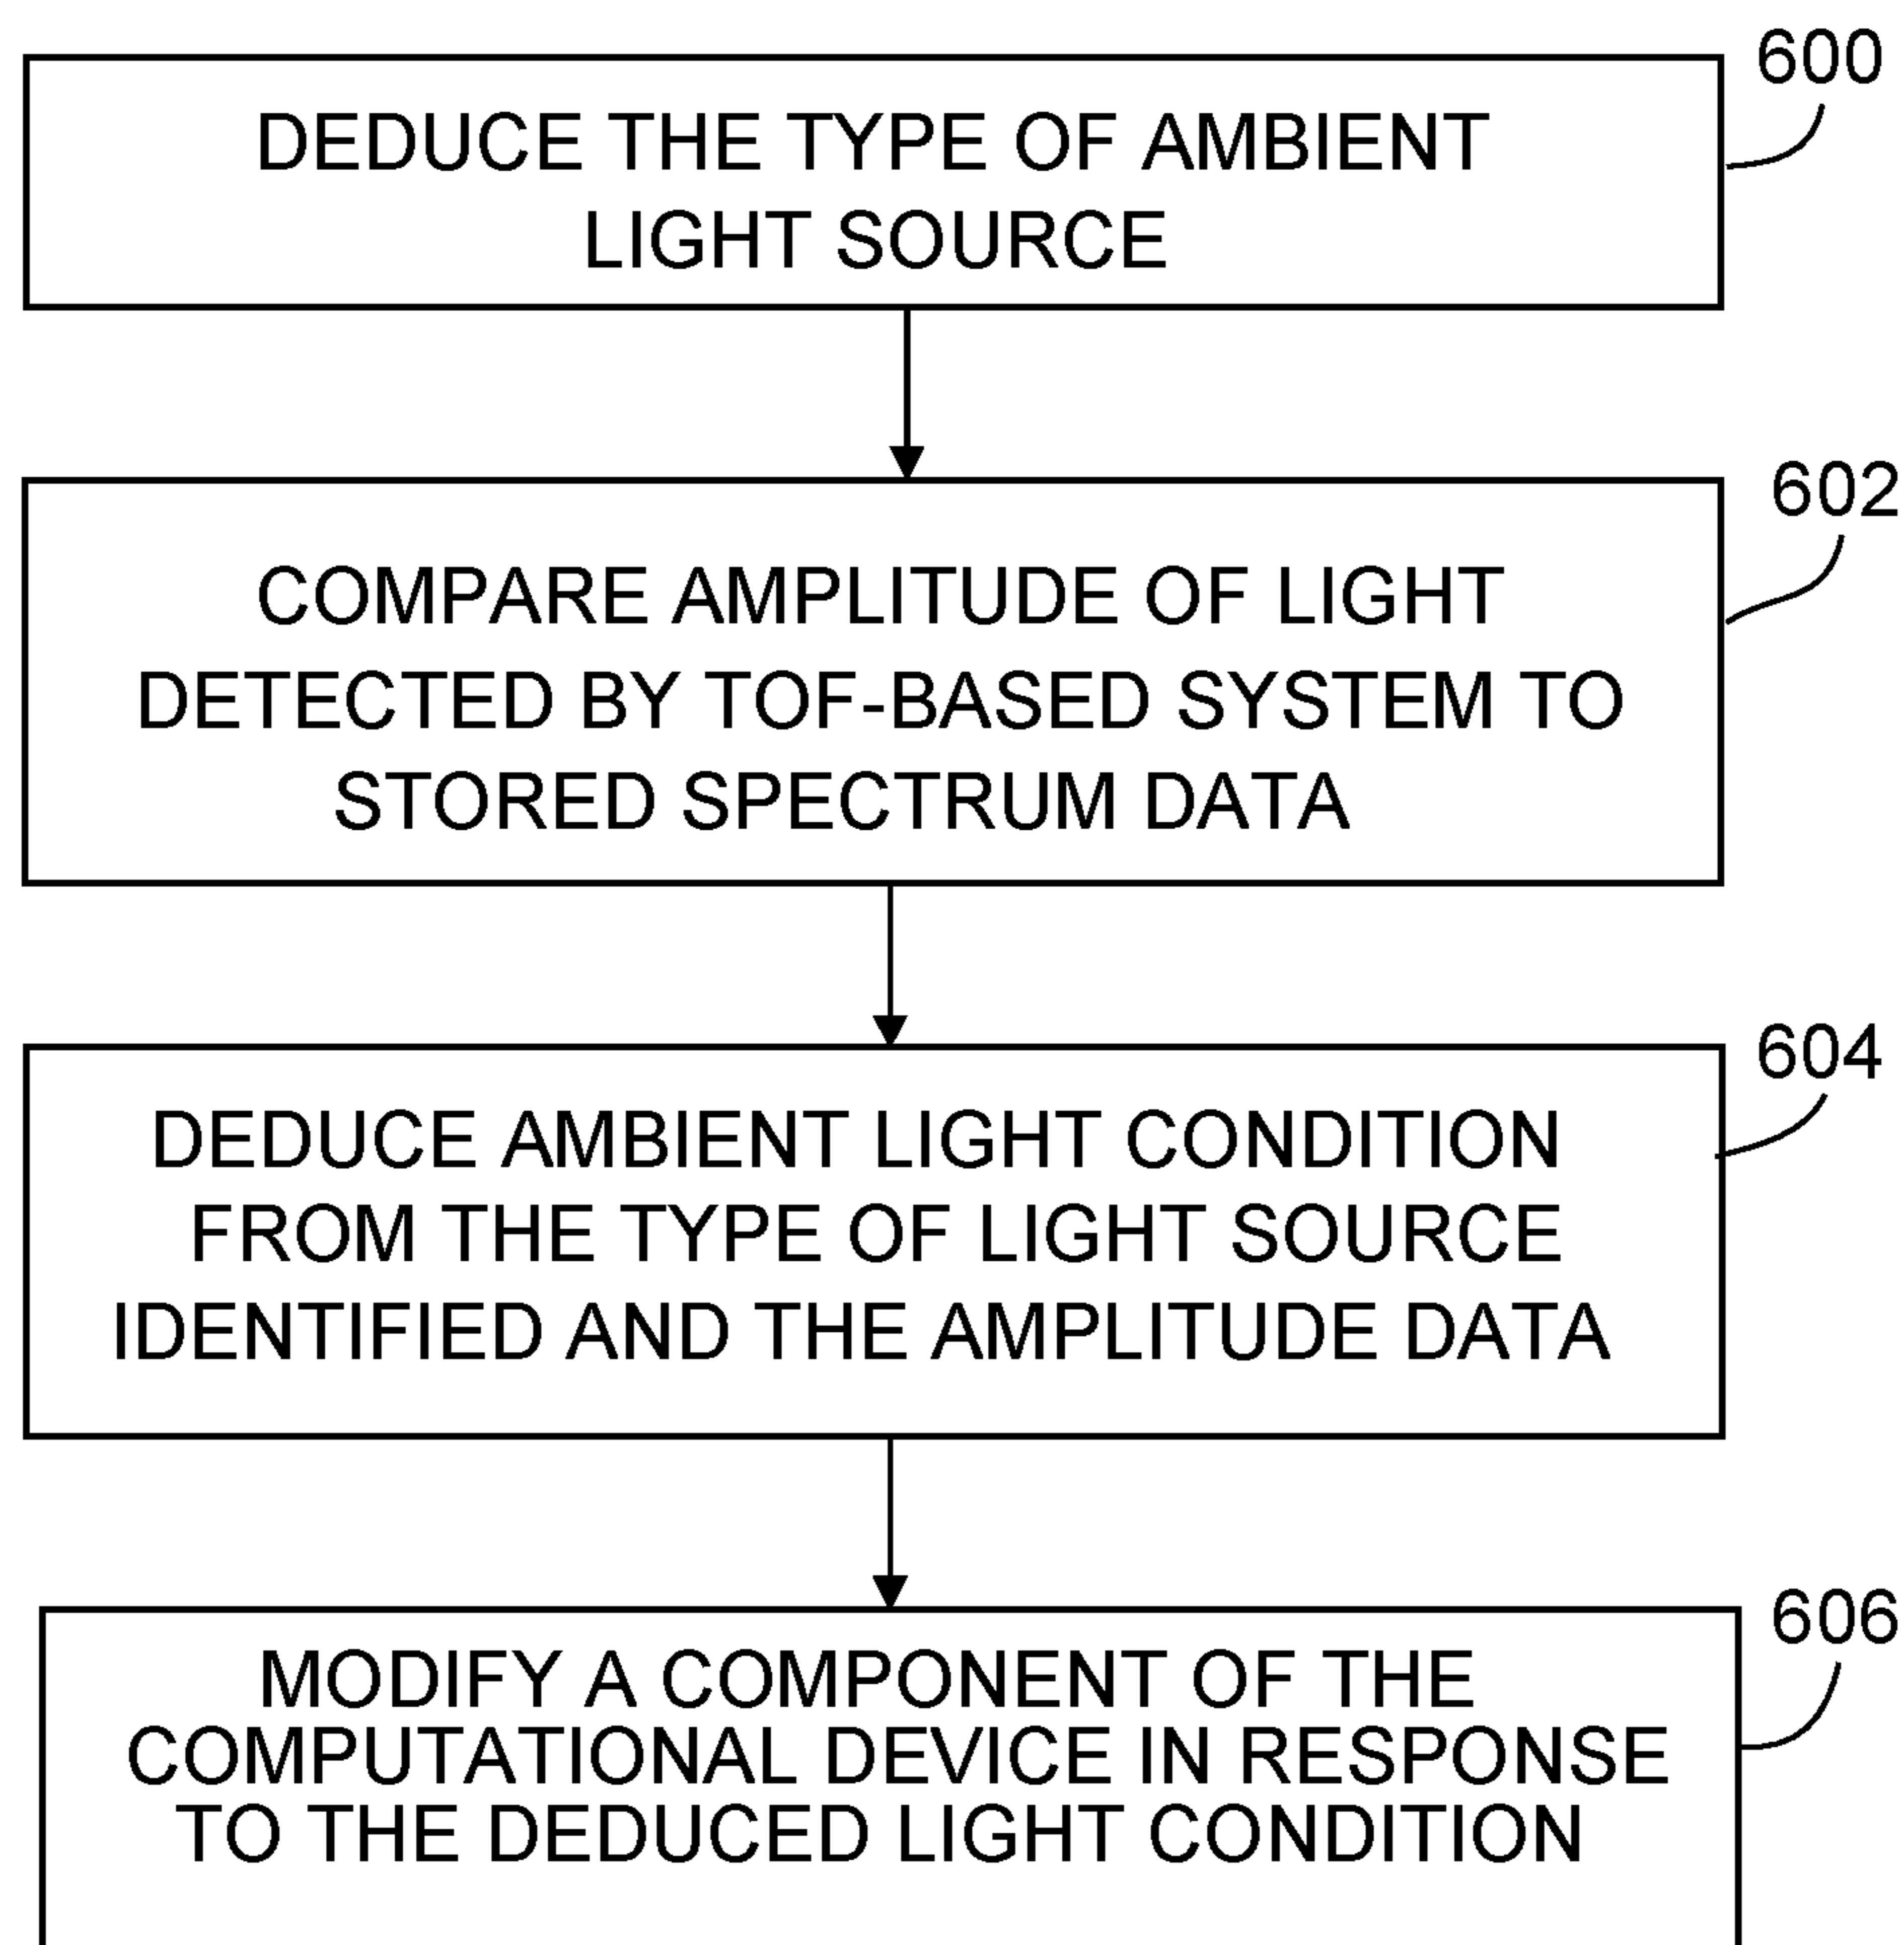 600
DEDUCE THE TYPE OF AMBIENT
LIGHT SOURCE
602
COMPARE AMPLITUDE OF LIGHT
DETECTED BY TOF-BASED SYSTEM TO
STORED SPECTRUM DATA
604
DEDUCE AMBIENT LIGHT CONDITION
FROM THE TYPE OF LIGHT SOURCE
IDENTIFIED AND THE AMPLITUDE DATA
606
MODIFY A COMPONENT OF THE
COMPUTATIONAL DEVICE IN RESPONSE
TO THE DEDUCED LIGHT CONDITION